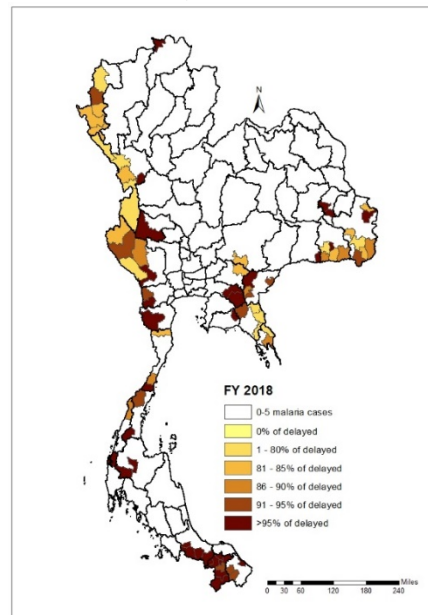 N
FY 2018
0-5 malaria cases
0% of delayed
1 - 80% of delayed
81 - 85% of delayed
86 - 90% of delayed
91 - 95% of delayed
>95% of delayed
Miles
0 30 60 120 180 240